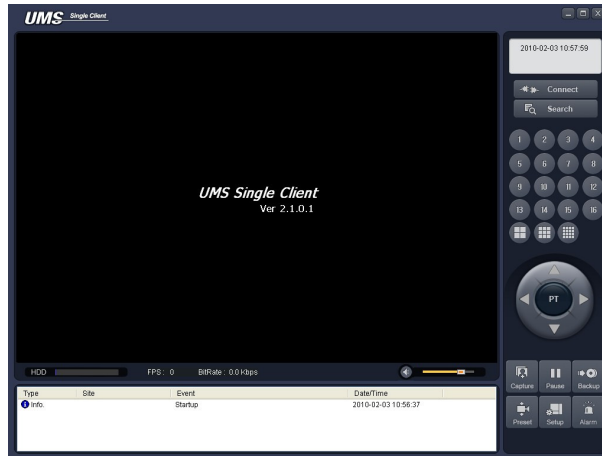 UMS Single Client
2010-02-03 10:57:59
Connect
Search
1 2 3 4
5 6 7 8
9 10 11 12
13 14 15 16
UMS Single Client
Ver 2.1.0.1
PT
HDD FPS : 0 BitRate : 0.0 Kbps
Capture Pause Backup
Preset Setup Alarm
Type Site Event Date/Time
Info. Startup 2010-02-03 10:56:37